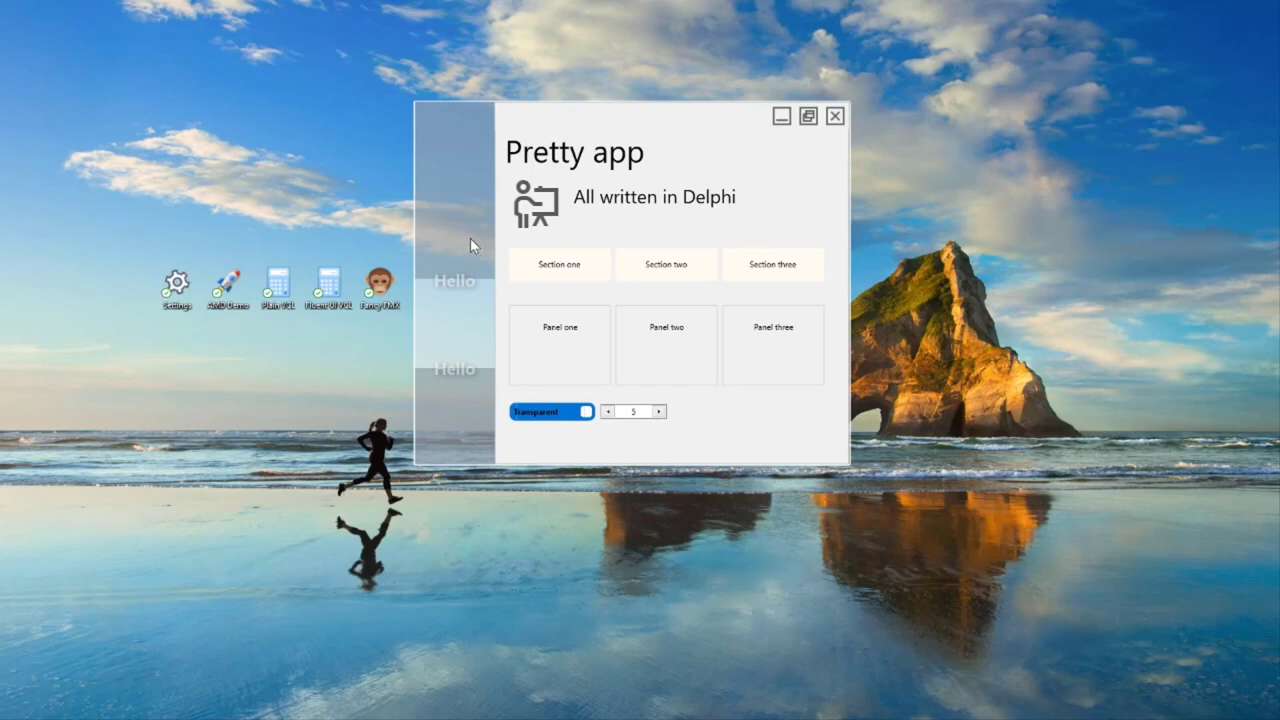 Pretty app
All written in Delphi
Section one Section two Section three
Settings AMD Demo Plain VCL Fluent UI VCL Fancy FMX
Hello
Panel one Panel two Panel three
Hello
Transparent 5